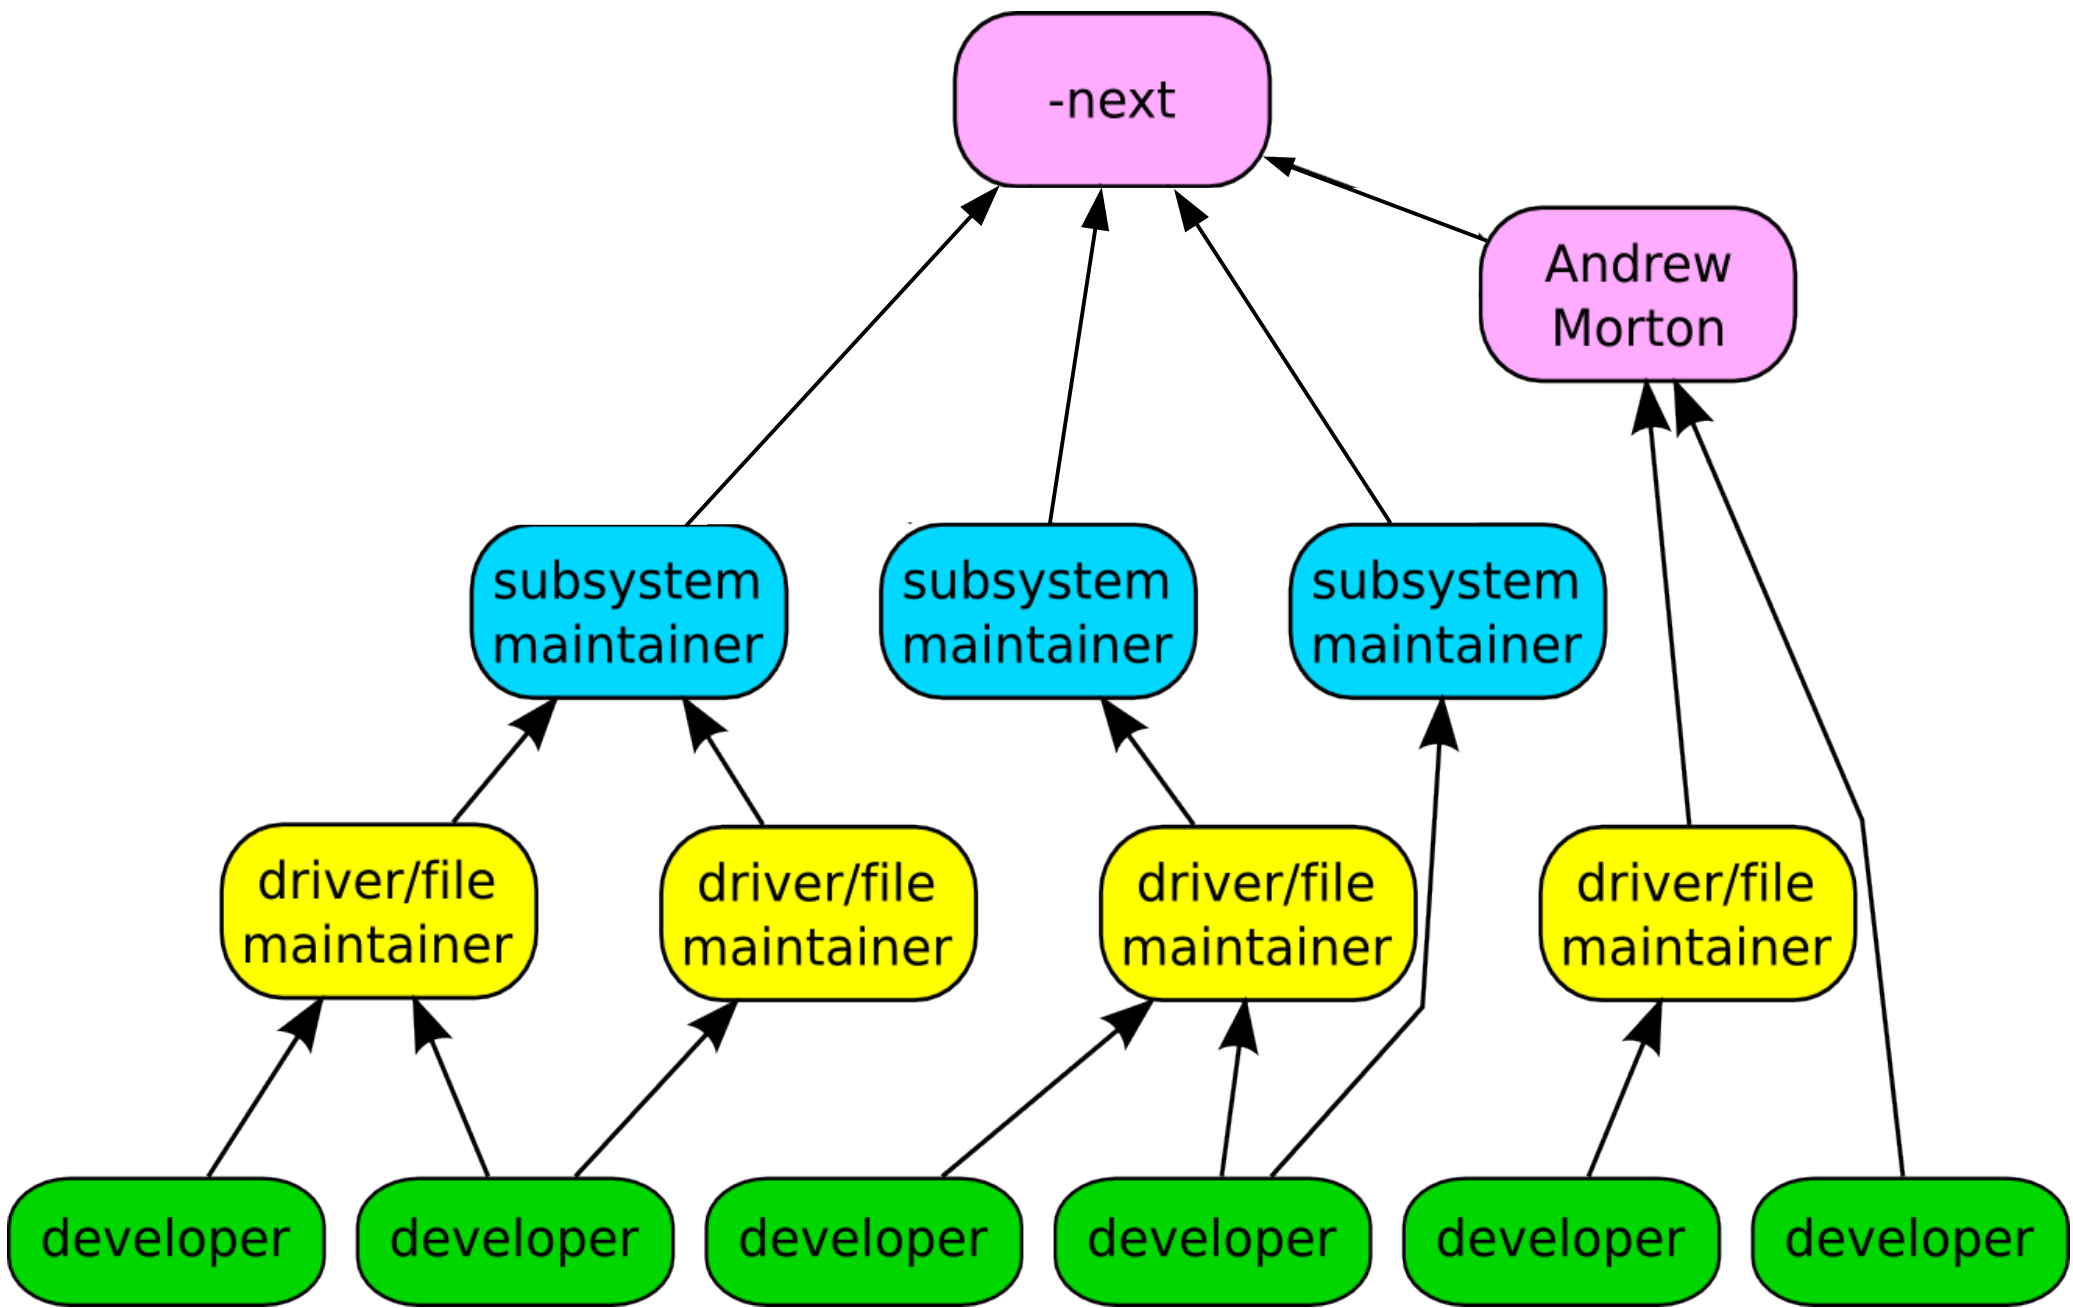 -next
Andrew
Morton
subsystem
maintainer
subsystem
maintainer
subsystem
maintainer
driver/file
maintainer
driver/file
maintainer
driver/file
maintainer
driver/file
maintainer
developer
developer
developer
developer
developer
developer